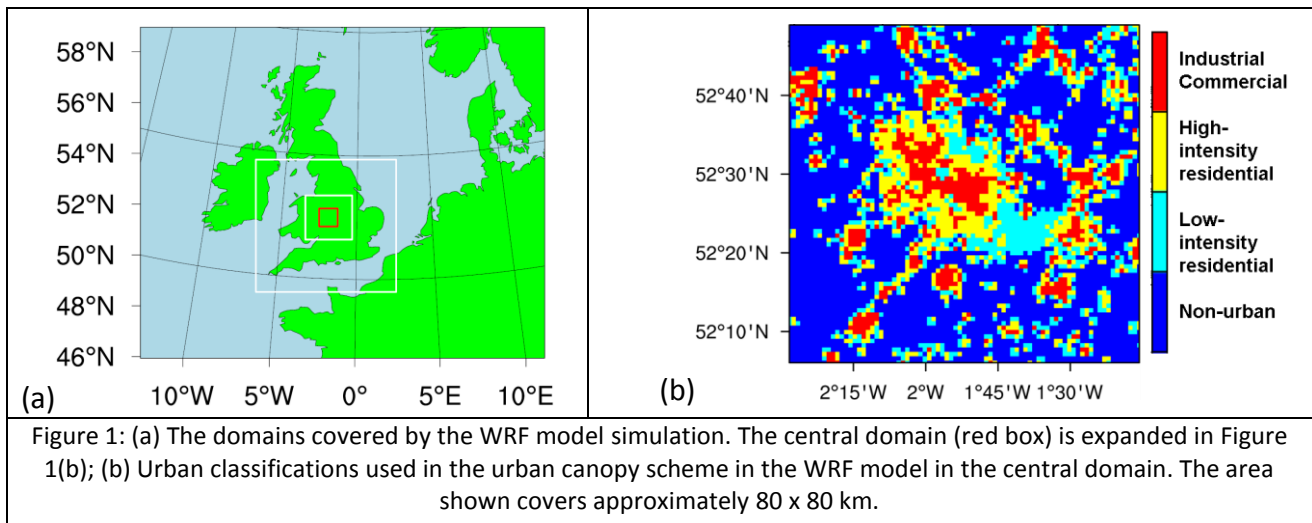 58°N
56°N
54°N
52°N
50°N
48°N
46°N
(a)
10°W 5°W 0° 5°E 10°E
52°40'N
52°30'N
52°20'N
52°10'N
(b)
2°15'W 2°W 1°45'W 1°30'W
Industrial
Commercial
High-
intensity
residential
Low-
intensity
residential
Non-urban
Figure 1: (a) The domains covered by the WRF model simulation. The central domain (red box) is expanded in Figure
1(b); (b) Urban classifications used in the urban canopy scheme in the WRF model in the central domain. The area
shown covers approximately 80 x 80 km.